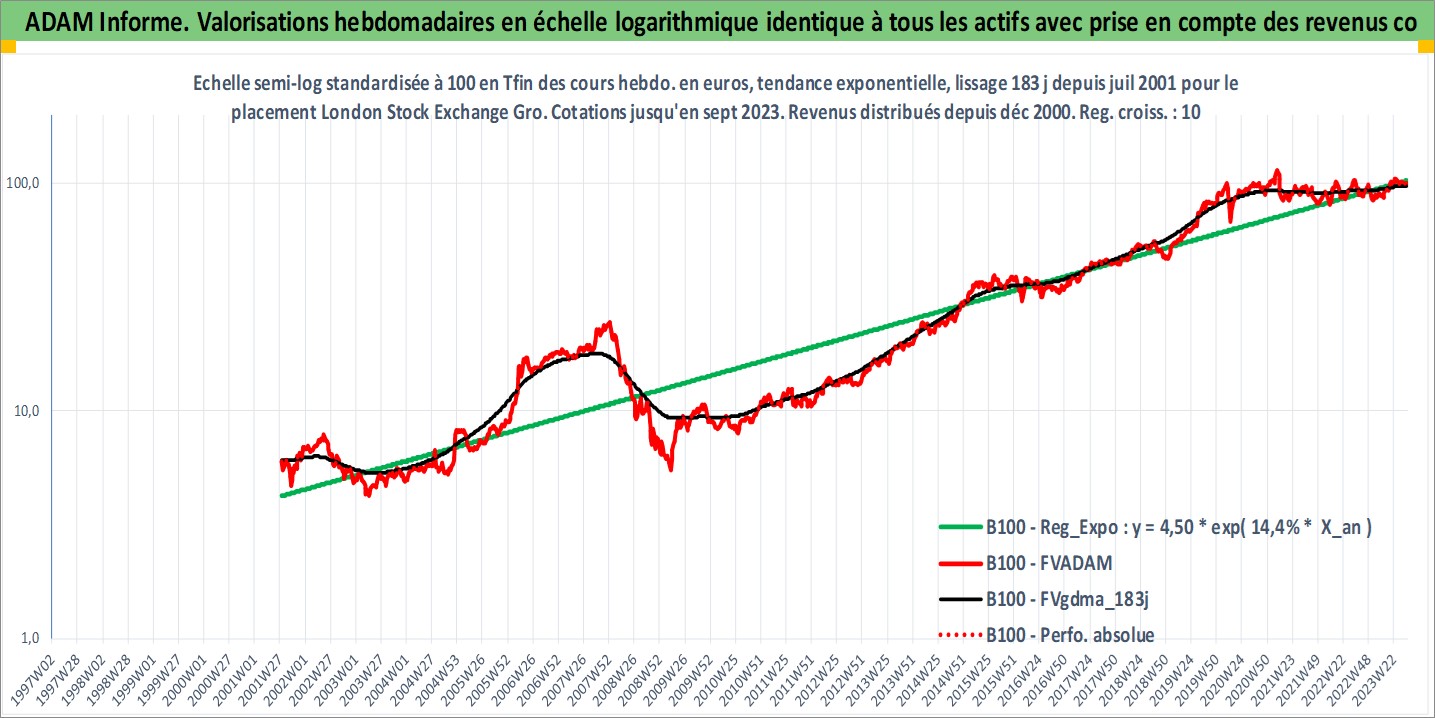 ADAM Informe. Valorisations hebdomadaires en échelle logarithmique identique à tous les actifs avec prise en compte des revenus co
Echelle semi-log standardisée à 100 en Tfin des cours hebdo. en euros, tendance exponentielle, lissage 183 j depuis juil 2001 pour le
placement London Stock Exchange Gro. Cotations jusqu'en sept 2023. Revenus distribués depuis déc 2000. Reg. croiss. : 10
100,0
10,0
1,0
B100 - Reg_Expo : y = 4,50 * exp( 14,4% * X_an )
B100 - FVADAM
B100 - FVgdma_183j
B100 - Perfo. absolue
1997W02
1997W28
1998W02
1998W28
1999W01
1999W27
2000W01
2000W27
2001W01
2001W27
2002W01
2002W27
2003W01
2003W27
2004W01
2004W27
2004W53
2005W26
2005W52
2006W26
2006W52
2007W26
2007W52
2008W26
2008W52
2009W26
2009W52
2010W25
2010W51
2011W25
2011W51
2012W25
2012W51
2013W25
2013W51
2014W25
2014W51
2015W25
2015W51
2016W24
2016W50
2017W24
2017W50
2018W24
2018W50
2019W24
2019W50
2020W24
2020W50
2021W23
2021W49
2022W22
2022W48
2023W22